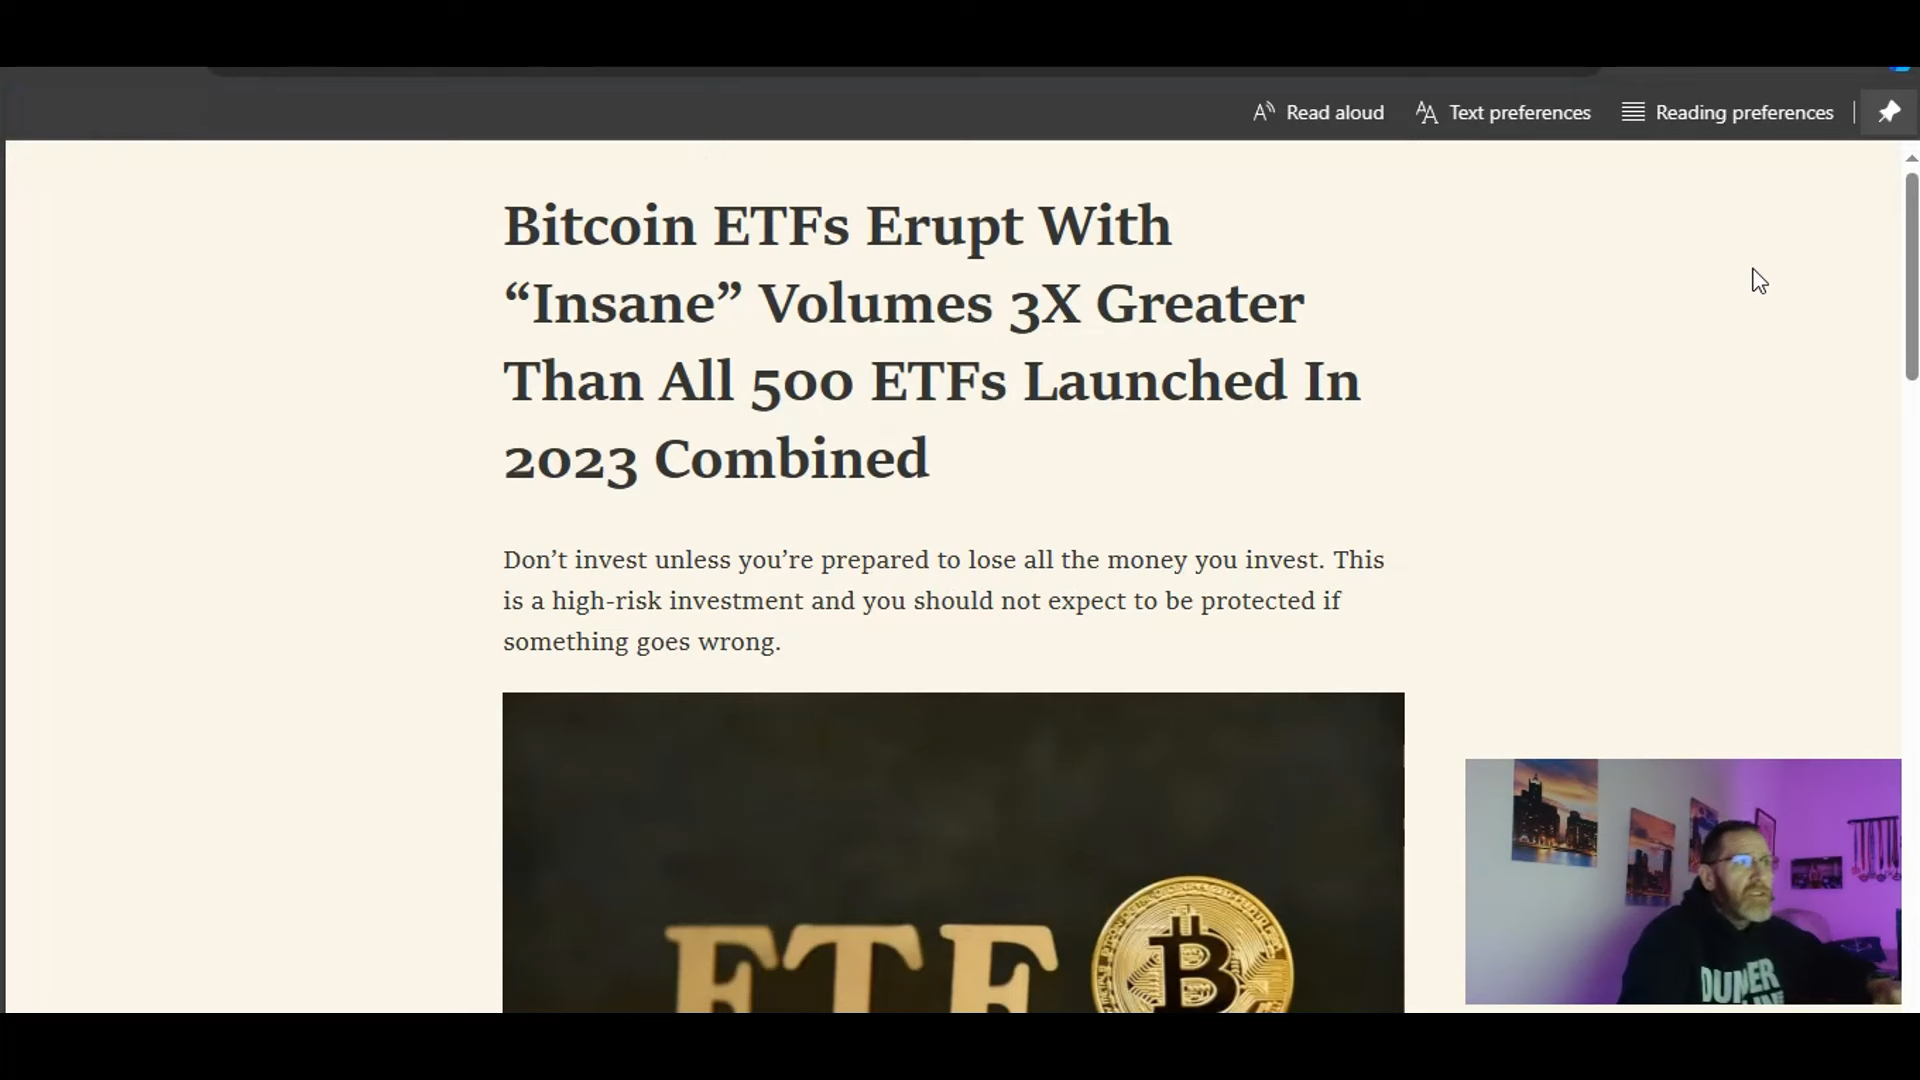 Read aloud
Text preferences
Reading preferences
Bitcoin ETFs Erupt With
“Insane” Volumes 3X Greater
Than All 500 ETFs Launched In
2023 Combined
Don’t invest unless you’re prepared to lose all the money you invest. This
is a high-risk investment and you should not expect to be protected if
something goes wrong.
ETF